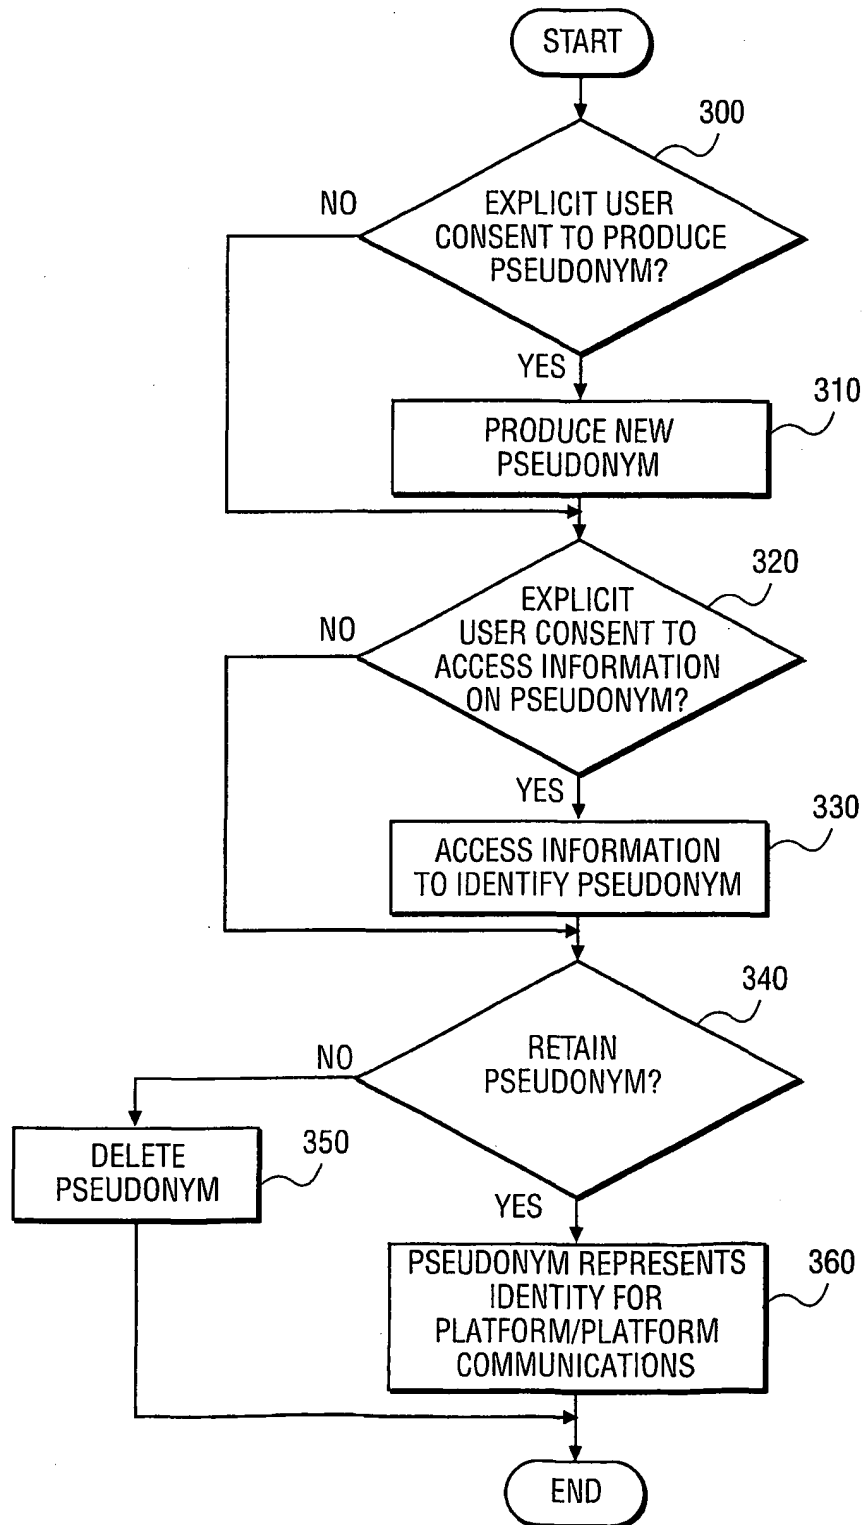 START
300
NO
EXPLICIT USER
CONSENT TO PRODUCE
PSEUDONYM?
YES
310
PRODUCE NEW
PSEUDONYM
320
NO
EXPLICIT
USER CONSENT TO
ACCESS INFORMATION
ON PSEUDONYM?
YES
330
ACCESS INFORMATION
TO IDENTIFY PSEUDONYM
340
NO
RETAIN
PSEUDONYM?
350
DELETE
PSEUDONYM
YES
360
PSEUDONYM REPRESENTS
IDENTITY FOR
PLATFORM/PLATFORM
COMMUNICATIONS
END